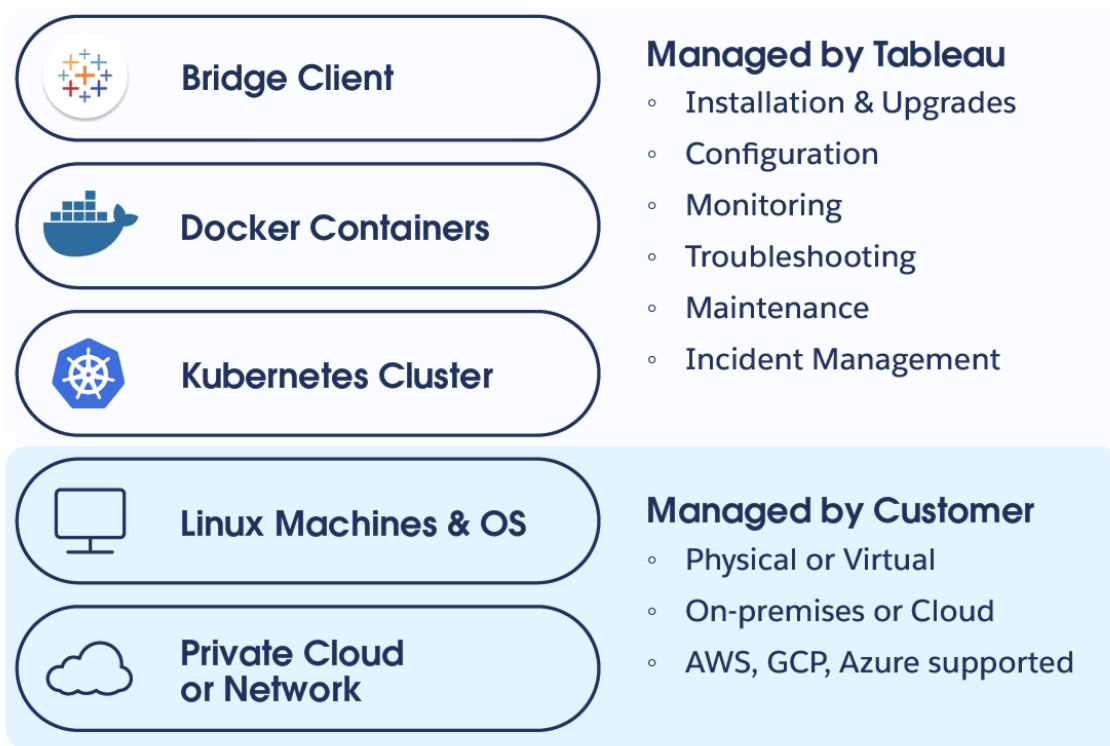 Bridge Client
Docker Containers
Kubernetes Cluster
Linux Machines & OS
Private Cloud
or Network
Managed by Tableau
◦ Installation & Upgrades
◦ Configuration
◦ Monitoring
◦ Troubleshooting
◦ Maintenance
◦ Incident Management
Managed by Customer
◦ Physical or Virtual
◦ On-premises or Cloud
◦ AWS, GCP, Azure supported